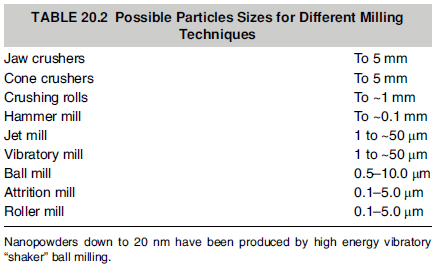 TABLE 20.2 Possible Particles Sizes for Different Milling
Techniques
Jaw crushers To 5 mm
Cone crushers To 5 mm
Crushing rolls To ~1 mm
Hammer mill To ~0.1 mm
Jet mill 1 to ~50 μm
Vibratory mill 1 to ~50 μm
Ball mill 0.5–10.0 μm
Attrition mill 0.1–5.0 μm
Roller mill 0.1–5.0 μm
Nanopowders down to 20 nm have been produced by high energy vibratory
“shaker” ball milling.